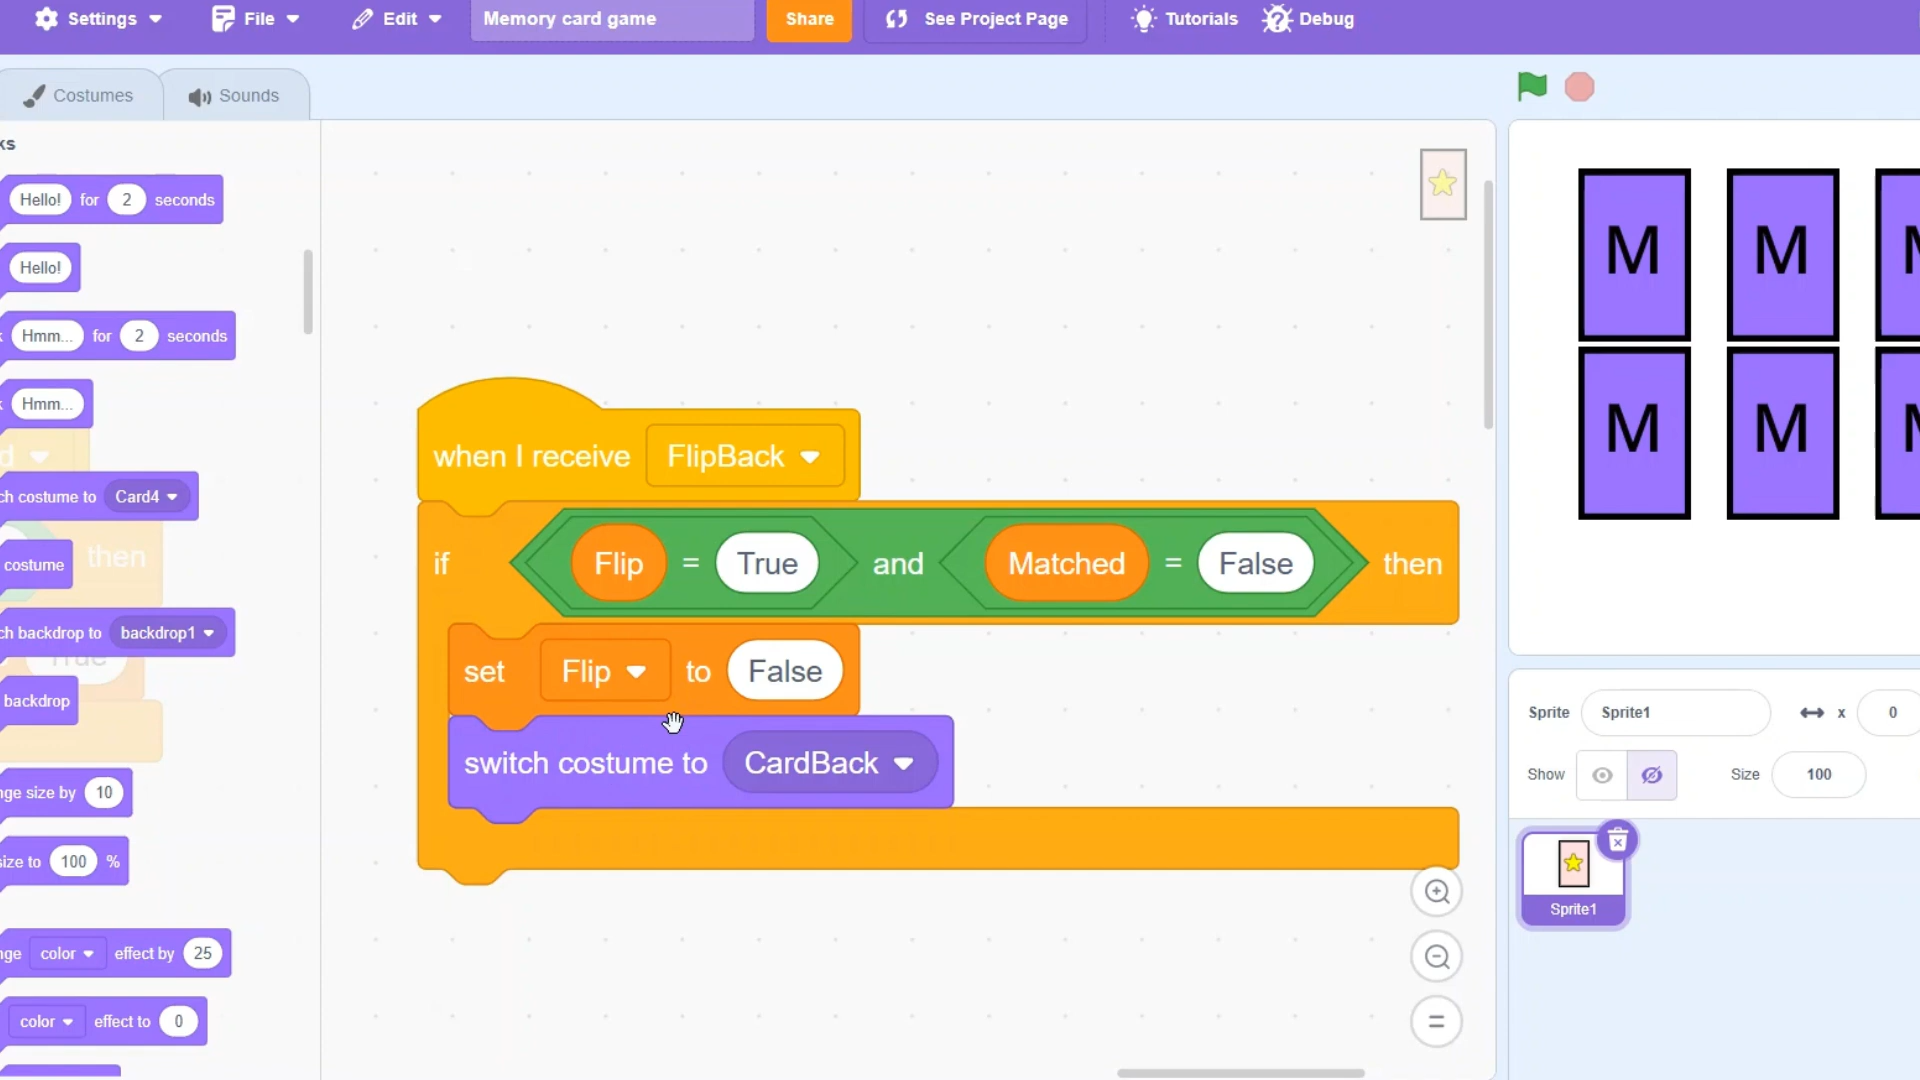 Settings File Edit Memory card game Share See Project Page Tutorials Debug
Costumes Sounds
Hello! for 2 seconds
Hello!
Hmm... for 2 seconds
Hmm...
costume to Card4
costume
then
backdrop to backdrop1
True
backdrop
size by 10
to 100 %
color effect by 25
color effect to 0
when I receive FlipBack
if Flip = True and Matched = False then
set Flip to False
switch costume to CardBack
M M
M M
Sprite Sprite1 x 0
Show Size 100
Sprite1